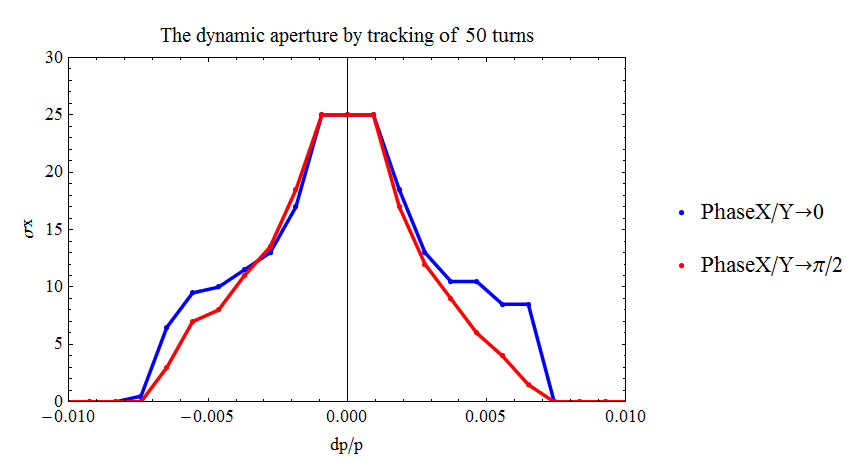 The dynamic aperture by tracking of 50 turns
30
25
20
15
10
5
0
σx
−0.010 −0.005 0.000 0.005 0.010
dp/p
PhaseX/Y→0
PhaseX/Y→π/2